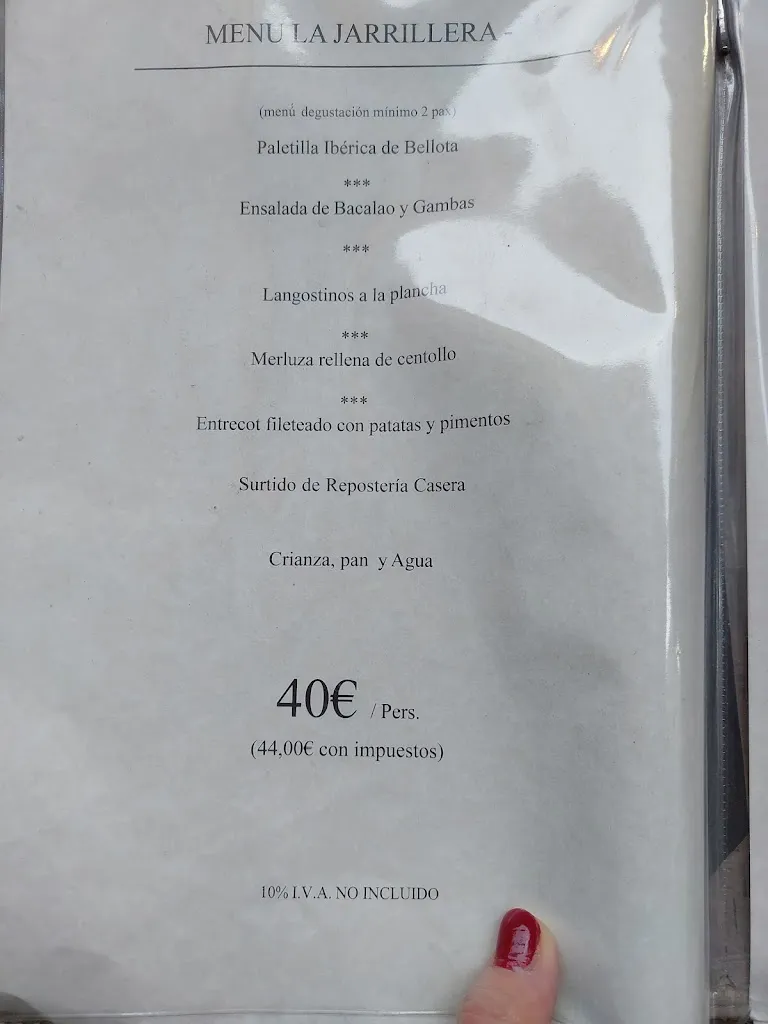 MENU LA JARRILLERA -
(menú degustación mínimo 2 pax)
Paletilla Ibérica de Bellota
***
Ensalada de Bacalao y Gambas
***
Langostinos a la plancha
***
Merluza rellena de centollo
***
Entrecot fileteado con patatas y pimentos
Surtido de Repostería Casera
Crianza, pan y Agua
40€ / Pers.
(44,00€ con impuestos)
10% I.V.A. NO INCLUIDO